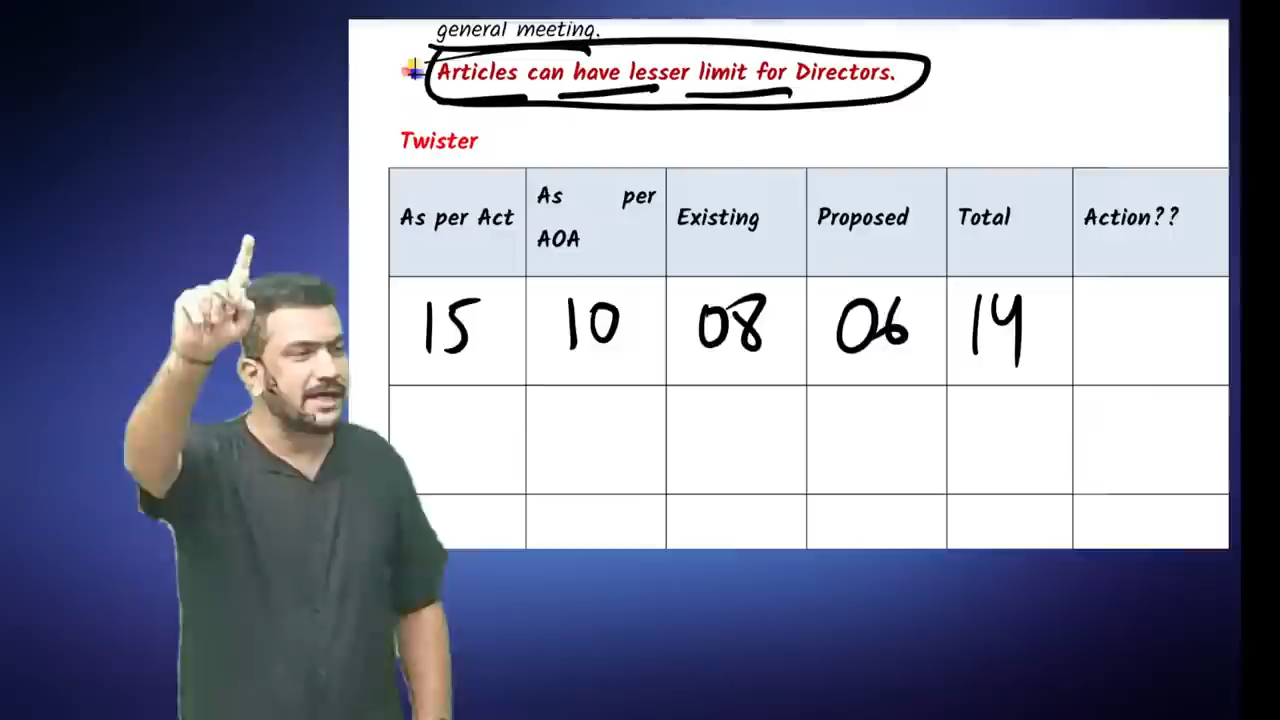 general meeting.
Articles can have lesser limit for Directors.
Twister
As per Act
As per
AOA
Existing
Proposed
Total
Action??
15
10
08
06
14